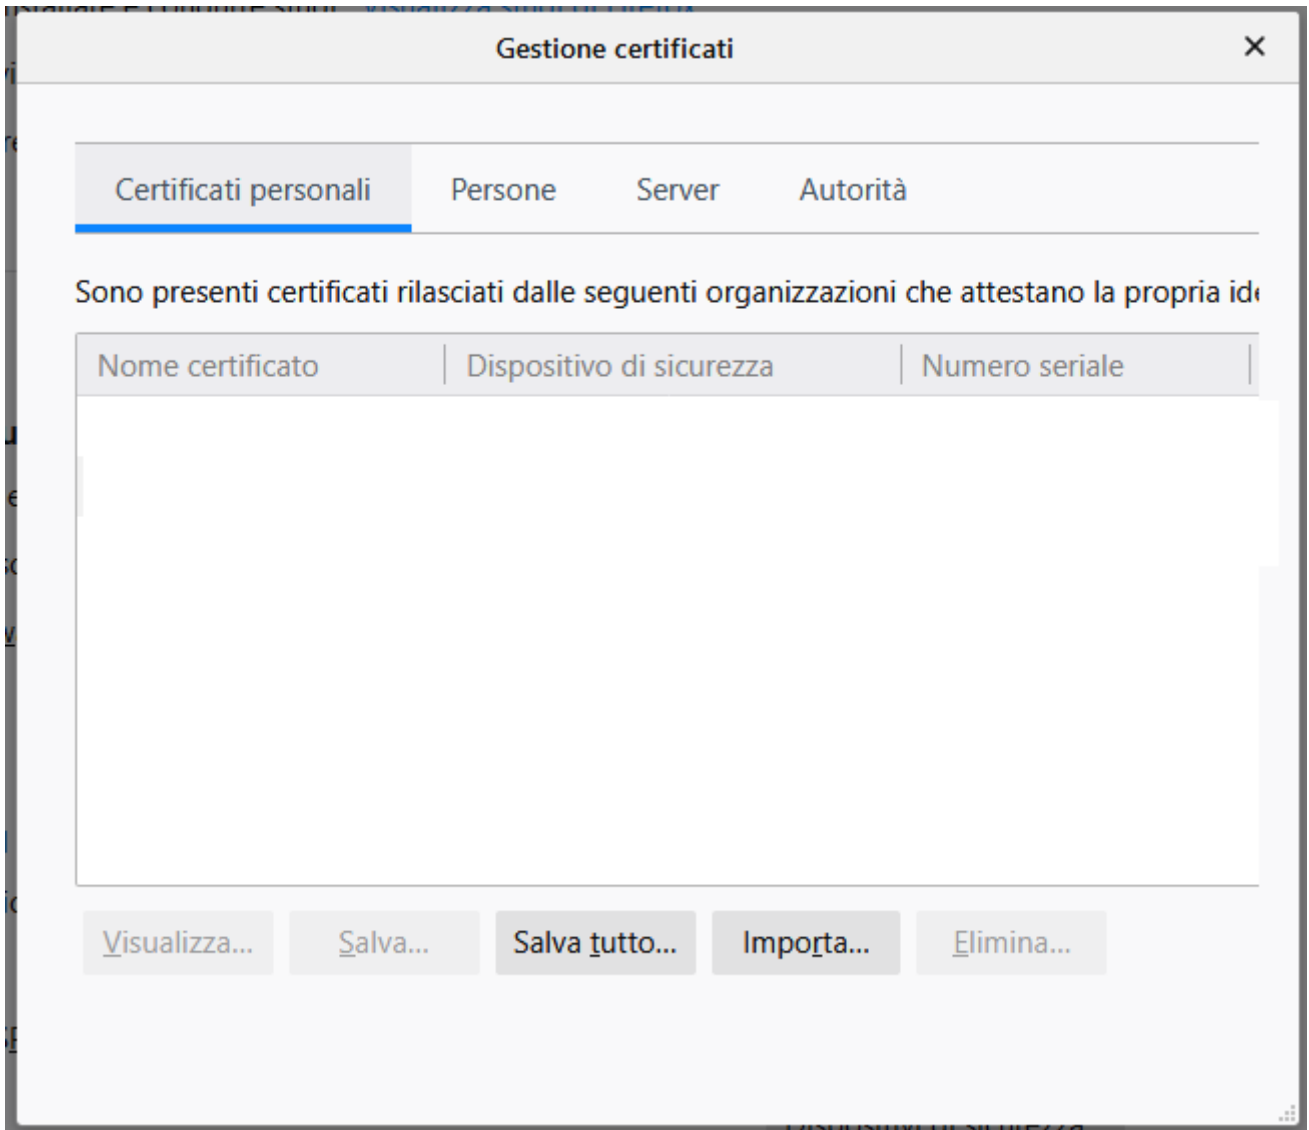 Gestione certificati
Certificati personali Persone Server Autorità
Sono presenti certificati rilasciati dalle seguenti organizzazioni che attestano la propria ide
Nome certificato Dispositivo di sicurezza Numero seriale
Visualizza... Salva... Salva tutto... Importa... Elimina...